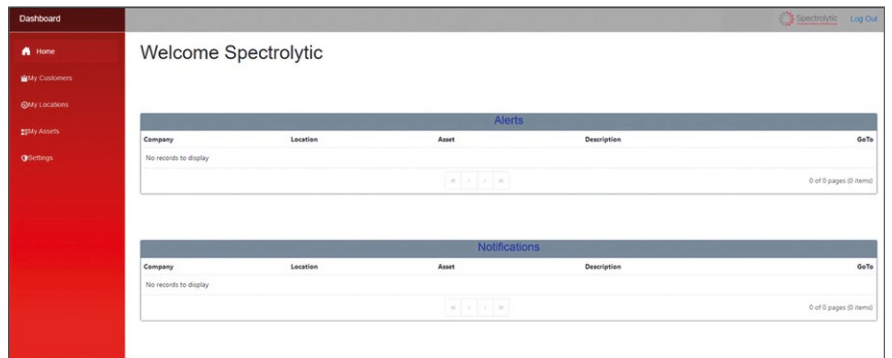 Dashboard
Spectrolytic
Log Out
Home
My Customers
My Locations
My Assets
Settings
Welcome Spectrolytic
Alerts
Company Location Asset Description GoTo
No records to display
0 of 0 pages (0 items)
Notifications
Company Location Asset Description GoTo
No records to display
0 of 0 pages (0 items)